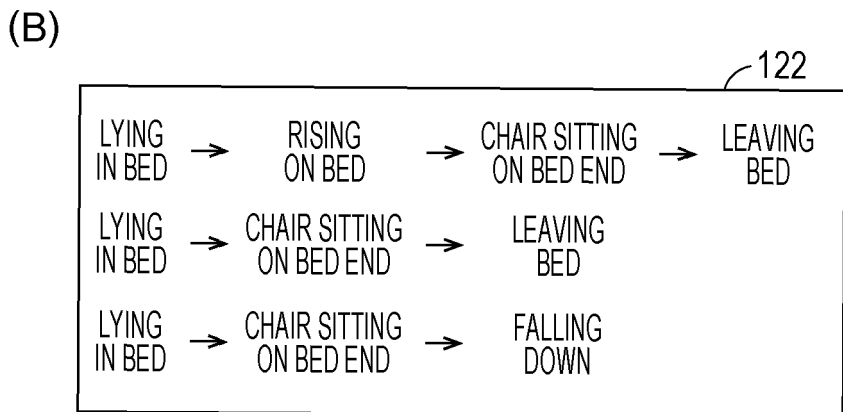 (B)
122
LYING IN BED → RISING ON BED → CHAIR SITTING ON BED END → LEAVING BED
LYING IN BED → CHAIR SITTING ON BED END → LEAVING BED
LYING IN BED → CHAIR SITTING ON BED END → FALLING DOWN